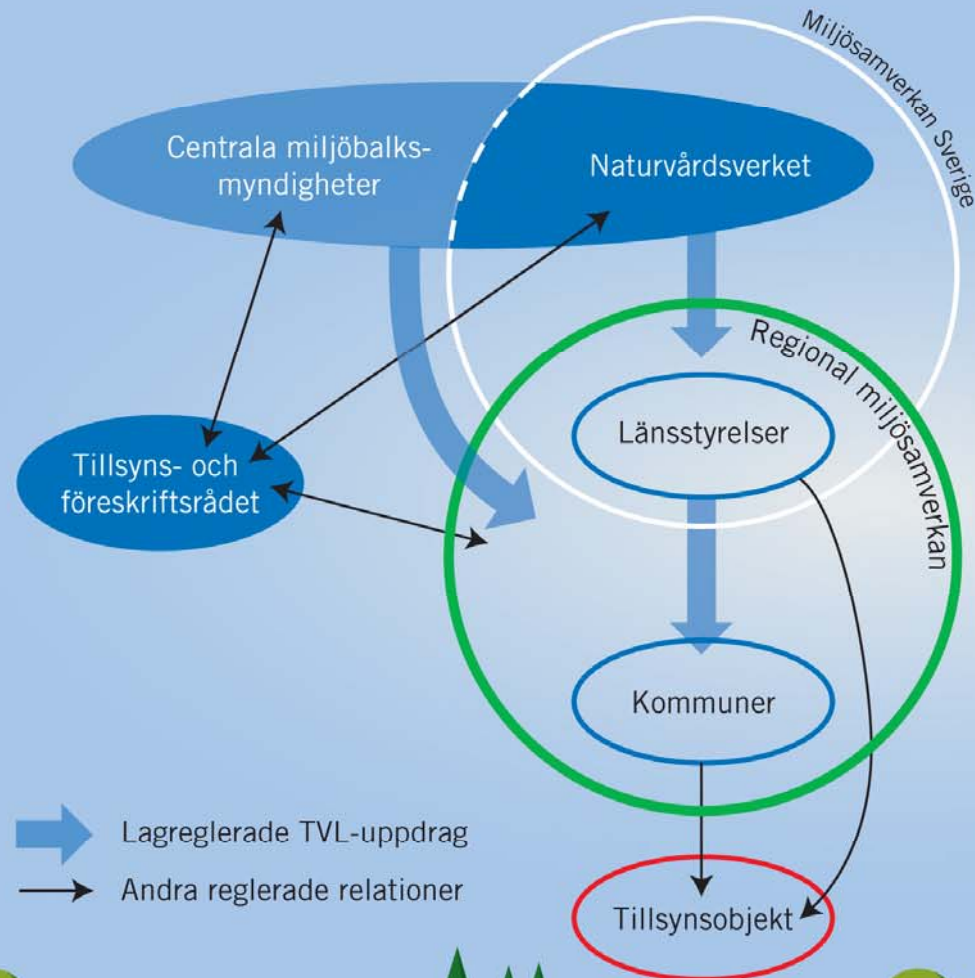 Miljösamverkan Sverige
Centrala miljöbalks-
myndigheter
Naturvårdsverket
Regional miljösamverkan
Länsstyrelser
Tillsyns- och
föreskriftsrådet
Kommuner
Lagreglerade TVL-uppdrag
Andra reglerade relationer
Tillsynsobjekt